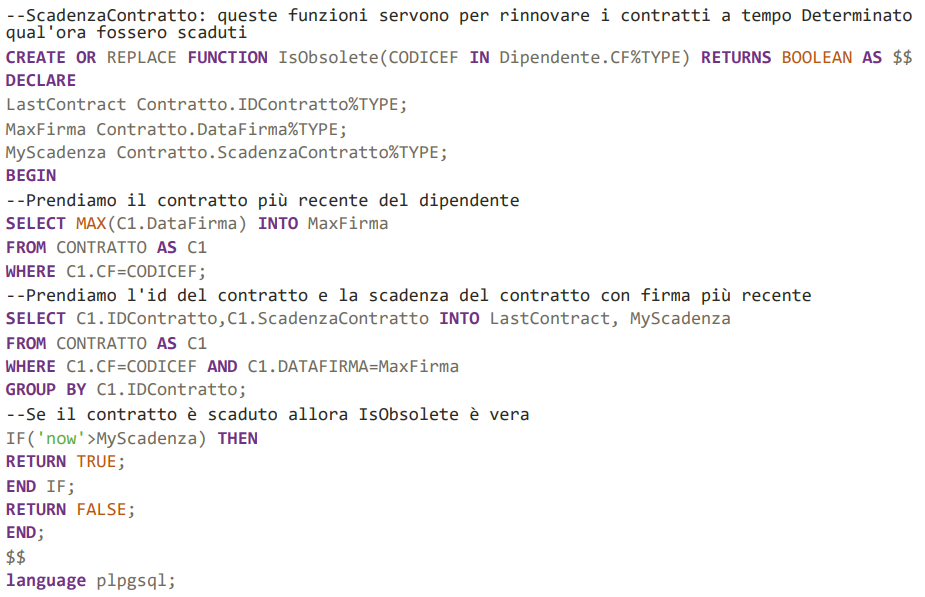 --ScadenzaContratto: queste funzioni servono per rinnovare i contratti a tempo Determinato
qual'ora fossero scaduti
CREATE OR REPLACE FUNCTION IsObsolete(CODICEF IN Dipendente.CF%TYPE) RETURNS BOOLEAN AS $$
DECLARE
LastContract Contratto.IDContratto%TYPE;
MaxFirma Contratto.DataFirma%TYPE;
MyScadenza Contratto.ScadenzaContratto%TYPE;
BEGIN
--Prendiamo il contratto più recente del dipendente
SELECT MAX(C1.DataFirma) INTO MaxFirma
FROM CONTRATTO AS C1
WHERE C1.CF=CODICEF;
--Prendiamo l'id del contratto e la scadenza del contratto con firma più recente
SELECT C1.IDContratto,C1.ScadenzaContratto INTO LastContract, MyScadenza
FROM CONTRATTO AS C1
WHERE C1.CF=CODICEF AND C1.DATAFIRMA=MaxFirma
GROUP BY C1.IDContratto;
--Se il contratto è scaduto allora IsObsolete è vera
IF('now'>MyScadenza) THEN
RETURN TRUE;
END IF;
RETURN FALSE;
END;
$$
language plpgsql;